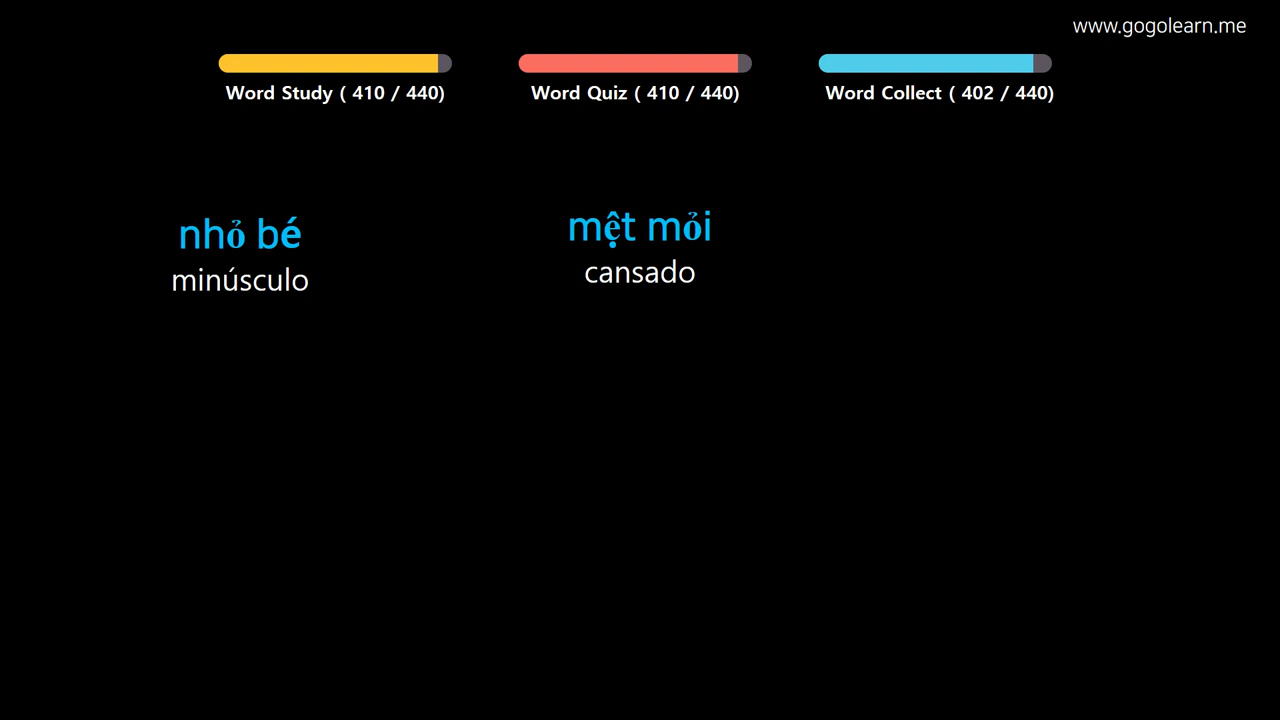 www.gogolearn.me
Word Study ( 410 / 440)
Word Quiz ( 410 / 440)
Word Collect ( 402 / 440)
nhỏ bé
minúsculo
mệt mỏi
cansado